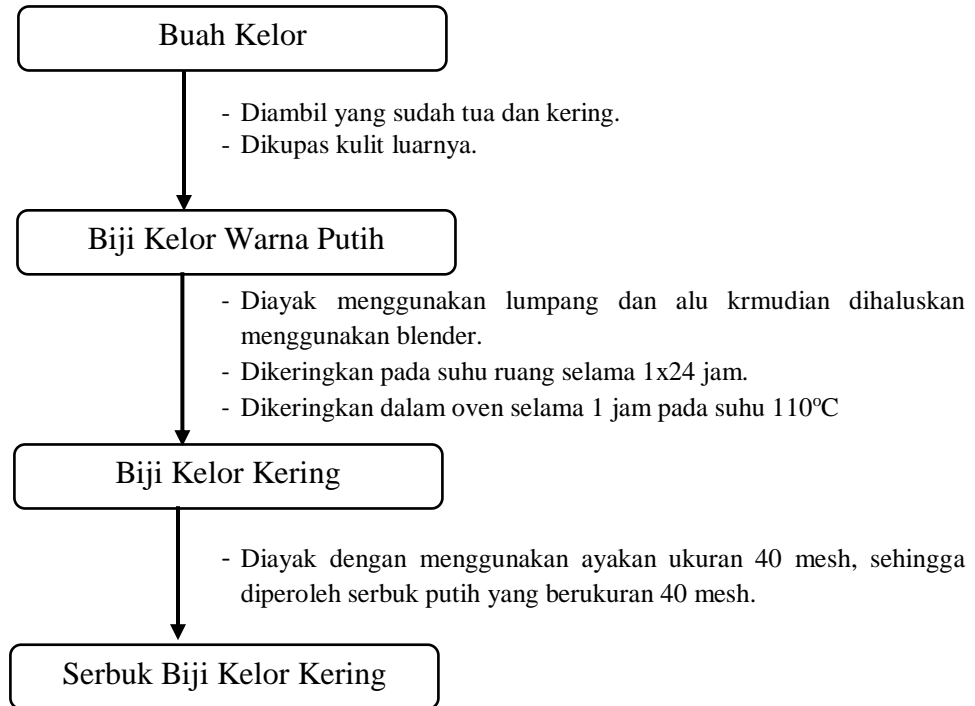 Buah Kelor
- Diambil yang sudah tua dan kering.
- Dikupas kulit luarnya.
Biji Kelor Warna Putih
- Diayak menggunakan lumpang dan alu krmudian dihaluskan
menggunakan blender.
- Dikeringkan pada suhu ruang selama 1x24 jam.
- Dikeringkan dalam oven selama 1 jam pada suhu 110ºC
Biji Kelor Kering
- Diayak dengan menggunakan ayakan ukuran 40 mesh, sehingga
diperoleh serbuk putih yang berukuran 40 mesh.
Serbuk Biji Kelor Kering